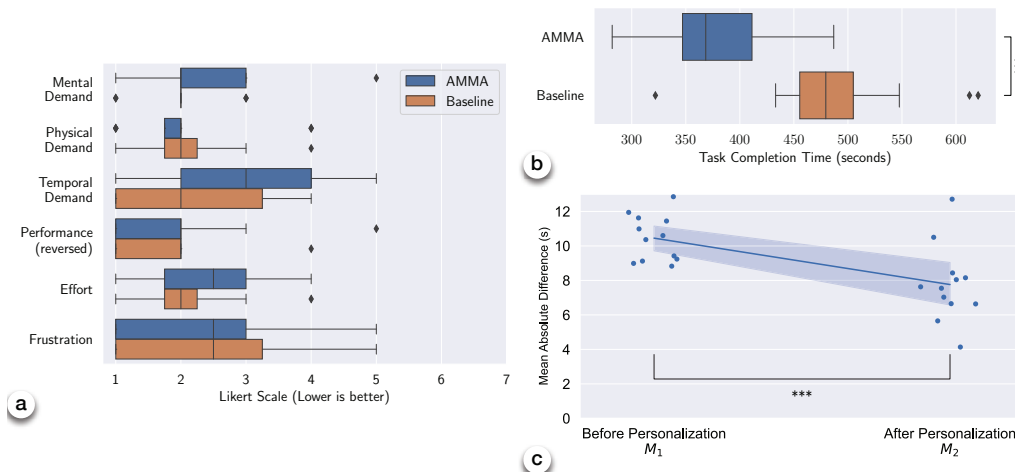 Mental
Demand
Physical
Demand
Temporal
Demand
Performance
(reversed)
Effort
Frustration
AMMA
Baseline
1 2 3 4 5 6 7
Likert Scale (Lower is better)
a
AMMA
Baseline
300 350 400 450 500 550 600
Task Completion Time (seconds)
b
Mean Absolute Difference (s)
12
10
8
6
4
2
0
***
Before Personalization
M1
After Personalization
M2
c